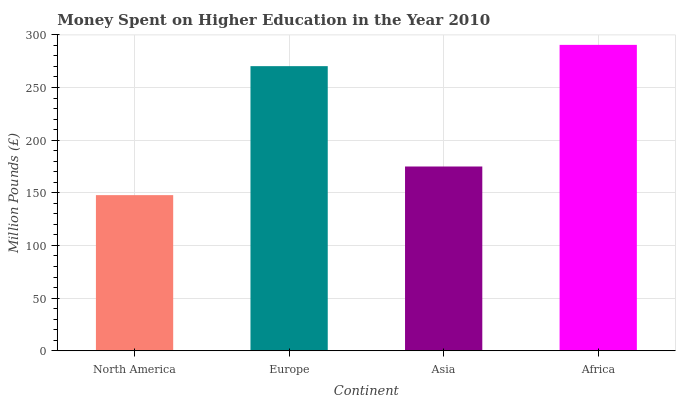 Money Spent on Higher Education in the Year 2010
Million Pounds (£)
300
250
200
150
100
50
0
North America Europe Asia Africa
Continent